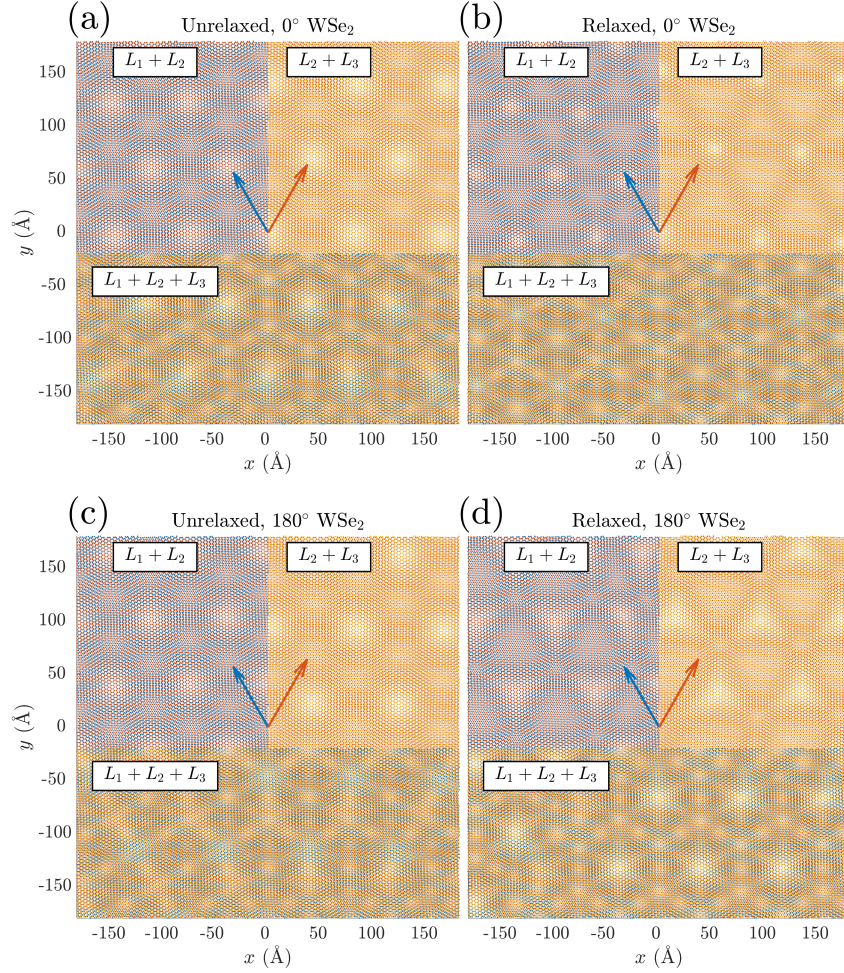 (a)
Unrelaxed, 0° WSe₂
L₁ + L₂
L₂ + L₃
L₁ + L₂ + L₃
150
100
50
0
-50
-100
-150
y (Å)
-150 -100 -50 0 50 100 150
x (Å)
(b)
Relaxed, 0° WSe₂
L₁ + L₂
L₂ + L₃
L₁ + L₂ + L₃
-150 -100 -50 0 50 100 150
x (Å)
(c)
Unrelaxed, 180° WSe₂
L₁ + L₂
L₂ + L₃
L₁ + L₂ + L₃
150
100
50
0
-50
-100
-150
y (Å)
-150 -100 -50 0 50 100 150
x (Å)
(d)
Relaxed, 180° WSe₂
L₁ + L₂
L₂ + L₃
L₁ + L₂ + L₃
-150 -100 -50 0 50 100 150
x (Å)